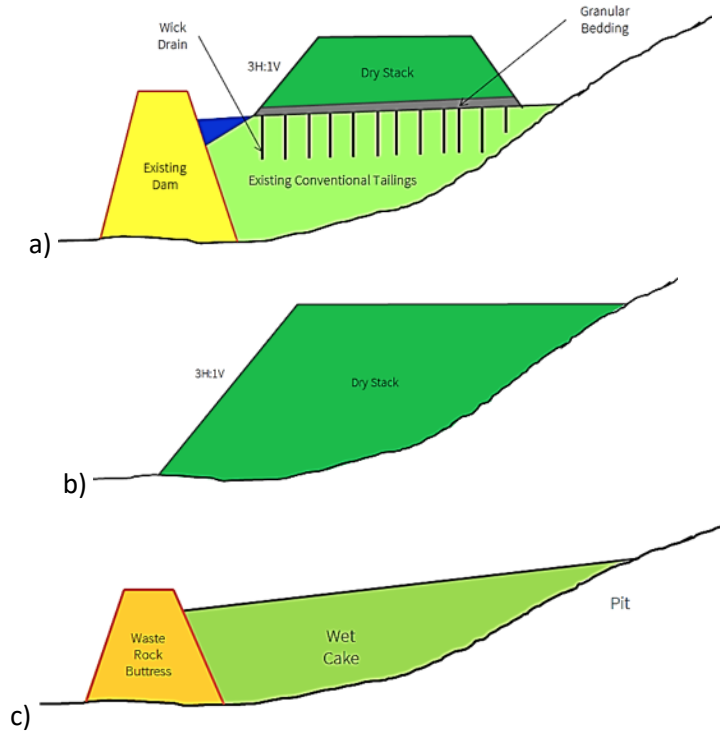 Wick
Drain
Granular
Bedding
3H:1V
Dry Stack
Existing
Dam
Existing Conventional Tailings
a)
3H:1V
Dry Stack
b)
Waste
Rock
Buttress
Wet
Cake
Pit
c)